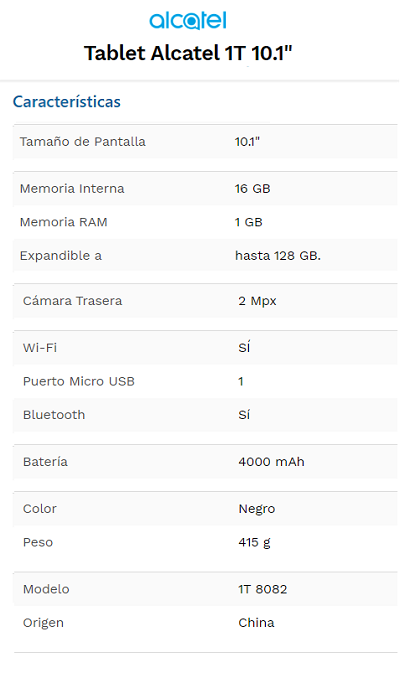 alcatel
Tablet Alcatel 1T 10.1"
Características
Tamaño de Pantalla 10.1"
Memoria Interna 16 GB
Memoria RAM 1 GB
Expandible a hasta 128 GB.
Cámara Trasera 2 Mpx
Wi-Fi SÍ
Puerto Micro USB 1
Bluetooth Sí
Batería 4000 mAh
Color Negro
Peso 415 g
Modelo 1T 8082
Origen China